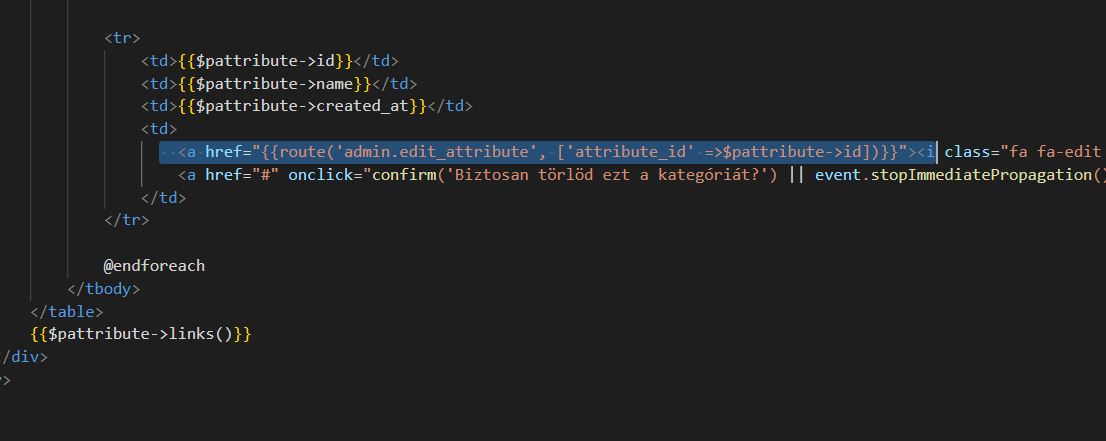 <tr>
<td>{{$pattribute->id}}</td>
<td>{{$pattribute->name}}</td>
<td>{{$pattribute->created_at}}</td>
<td>
<a href="{{route('admin.edit_attribute', ['attribute_id' =>$pattribute->id])}}"><i class="fa fa-edit
<a href="#" onclick="confirm('Biztosan törlöd ezt a kategóriát?') || event.stopImmediatePropagation()
</td>
</tr>
@endforeach
</tbody>
</table>
{{$pattribute->links()}}
/div>
>